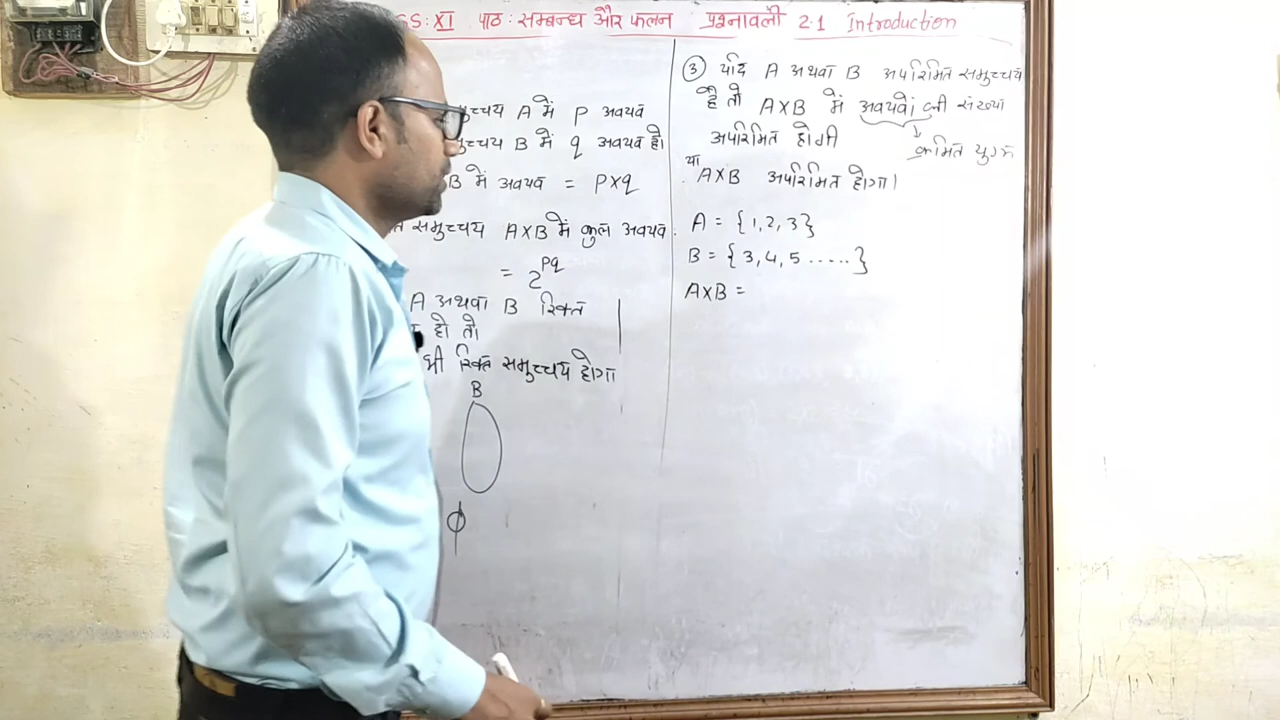 SS: XI पाठ: सम्बन्ध और फलन प्रश्नावली 2.1 Introduction
मुच्चय A में p अवयव
मुच्चय B में q अवयव हो
B में अवयव = p×q
समुच्चय A×B में कुल अवयव
= 2^pq
A अथवा B रिक्त
हो तो
भी रिक्त समुच्चय होगा
B
ϕ
③ यदि A अथवा B अपरिमित समुच्चय
है तो A×B में अवयवों की संख्या
अपरिमित होगी
क्रमित युग्म
या
A×B अपरिमित होगा।
A = {1,2,3}
B = {3,4,5 .....}
A×B =